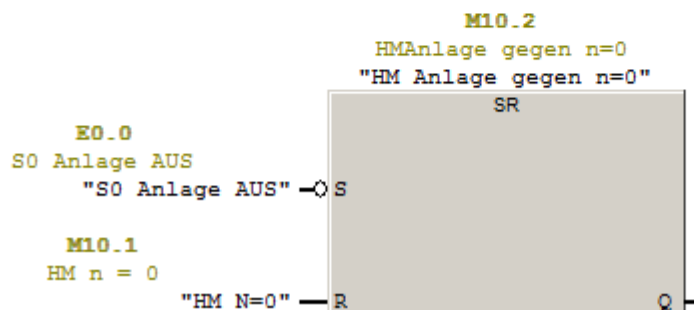 M10.2
HMAnlage gegen n=0
"HM Anlage gegen n=0"
SR
E0.0
S0 Anlage AUS
"S0 Anlage AUS" S
M10.1
HM n = 0
"HM N=0" R Q